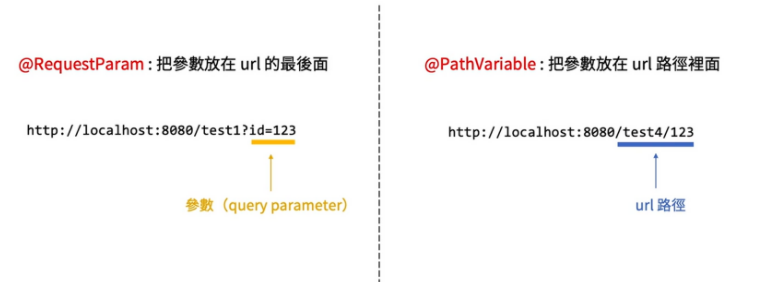 @RequestParam : 把參數放在 url 的最後面
http://localhost:8080/test1?id=123
參數（query parameter）
@PathVariable : 把參數放在 url 路徑裡面
http://localhost:8080/test4/123
url 路徑